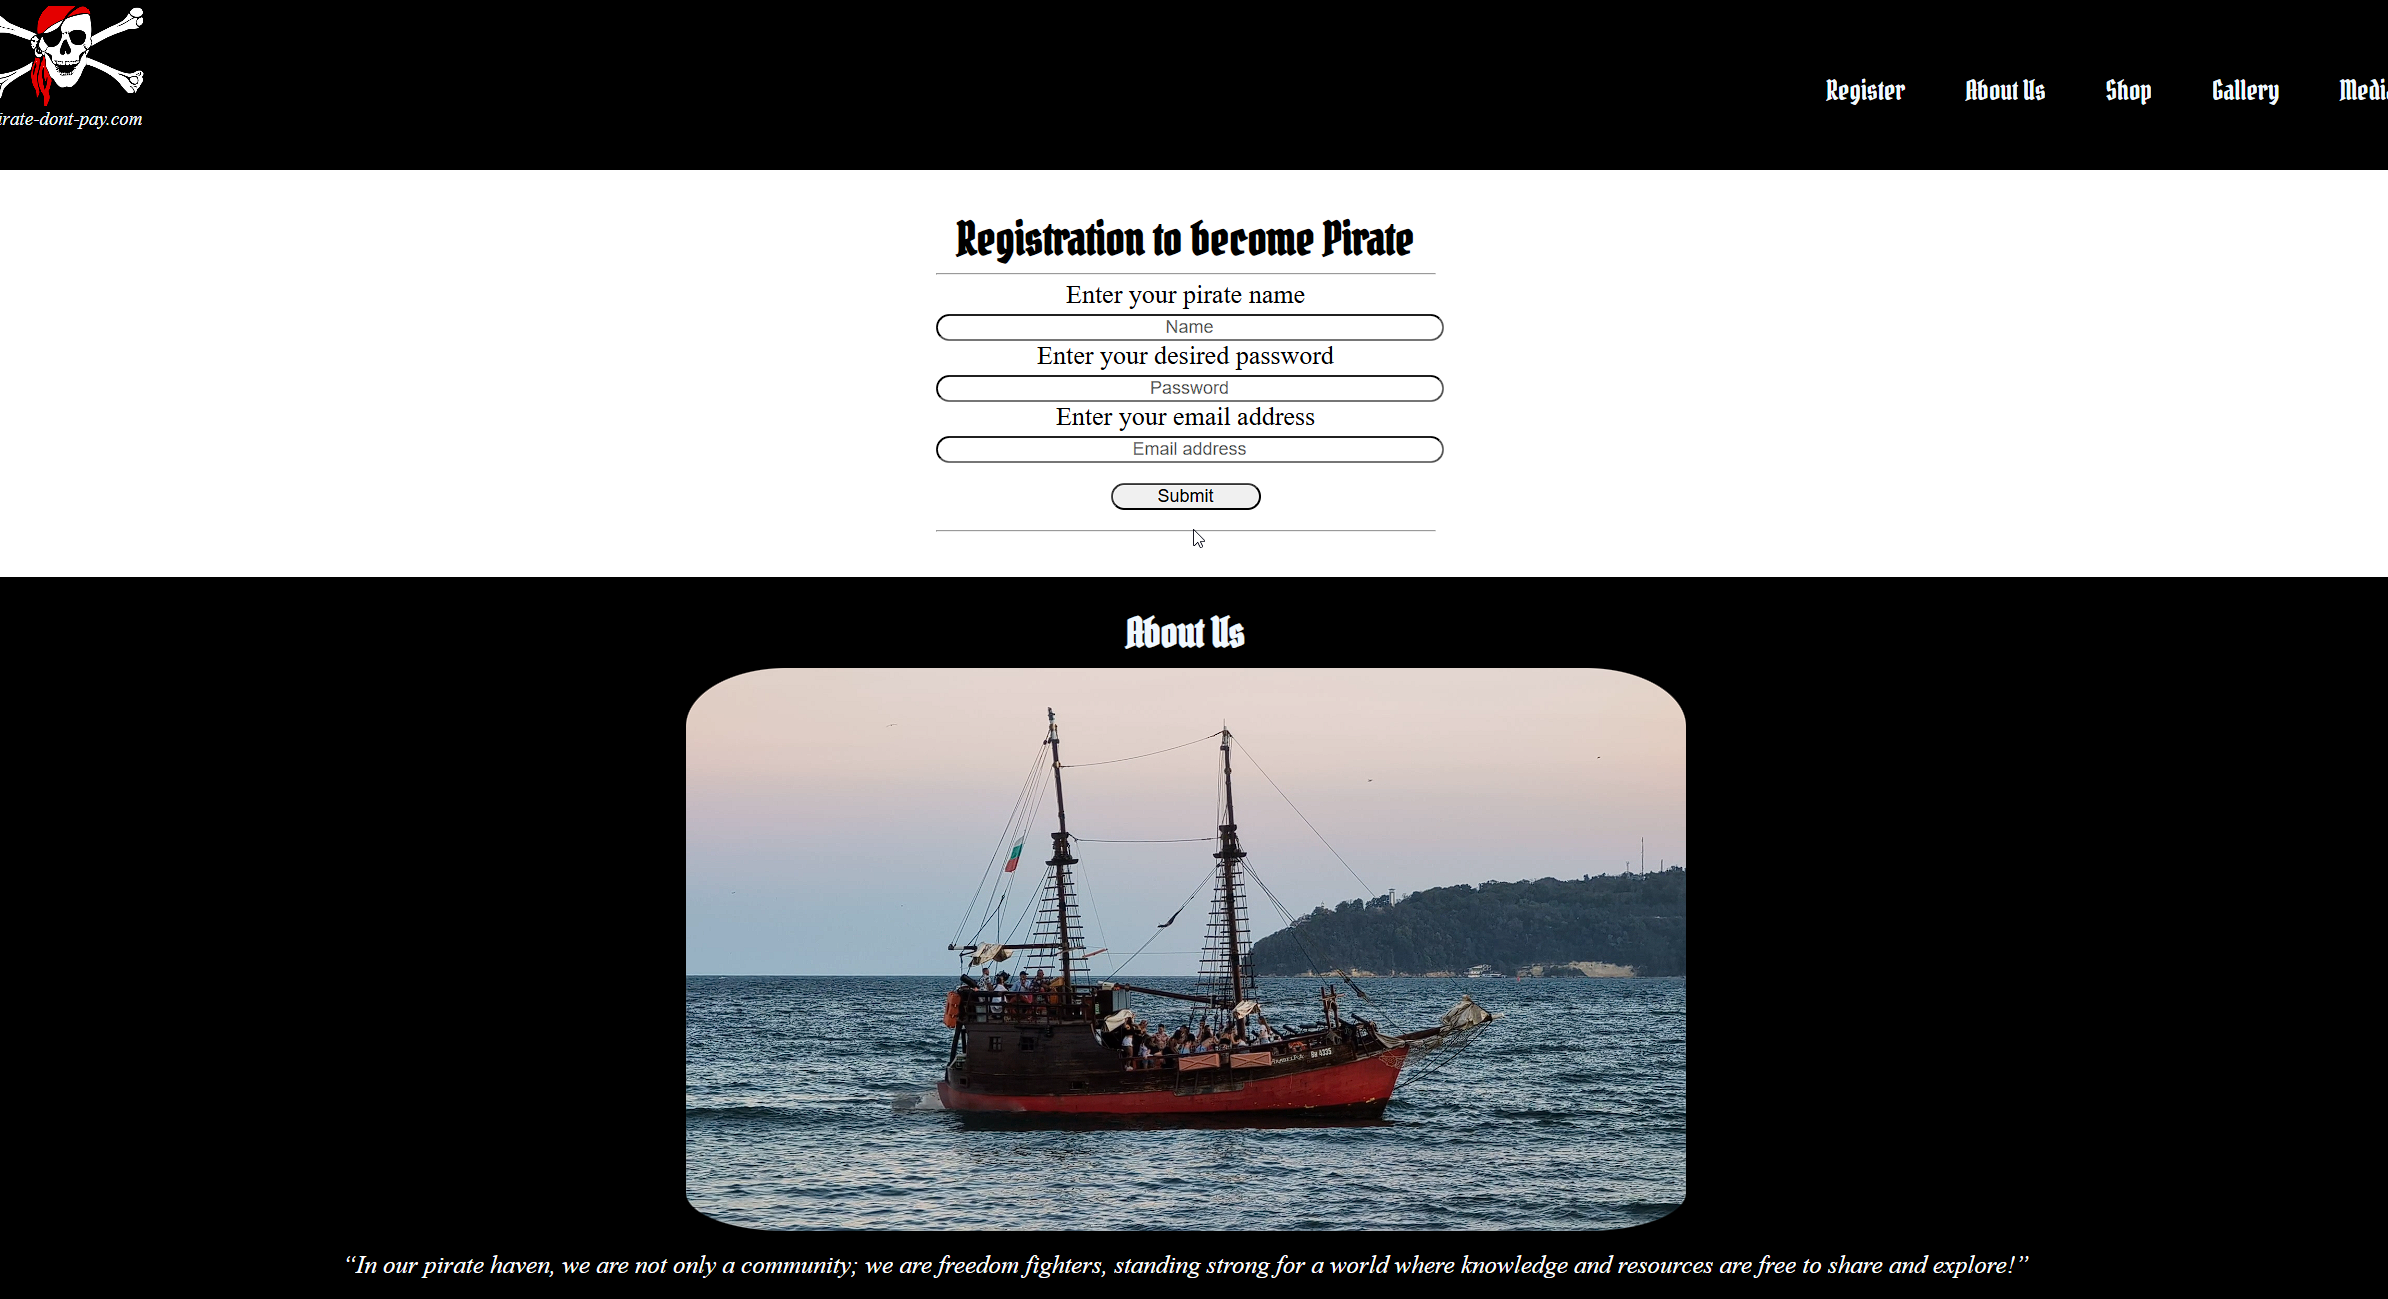 irate-dont-pay.com
Register About Us Shop Gallery Media
Registration to become Pirate
Enter your pirate name
Name
Enter your desired password
Password
Enter your email address
Email address
Submit
About Us
Ва 4335
“In our pirate haven, we are not only a community; we are freedom fighters, standing strong for a world where knowledge and resources are free to share and explore!”